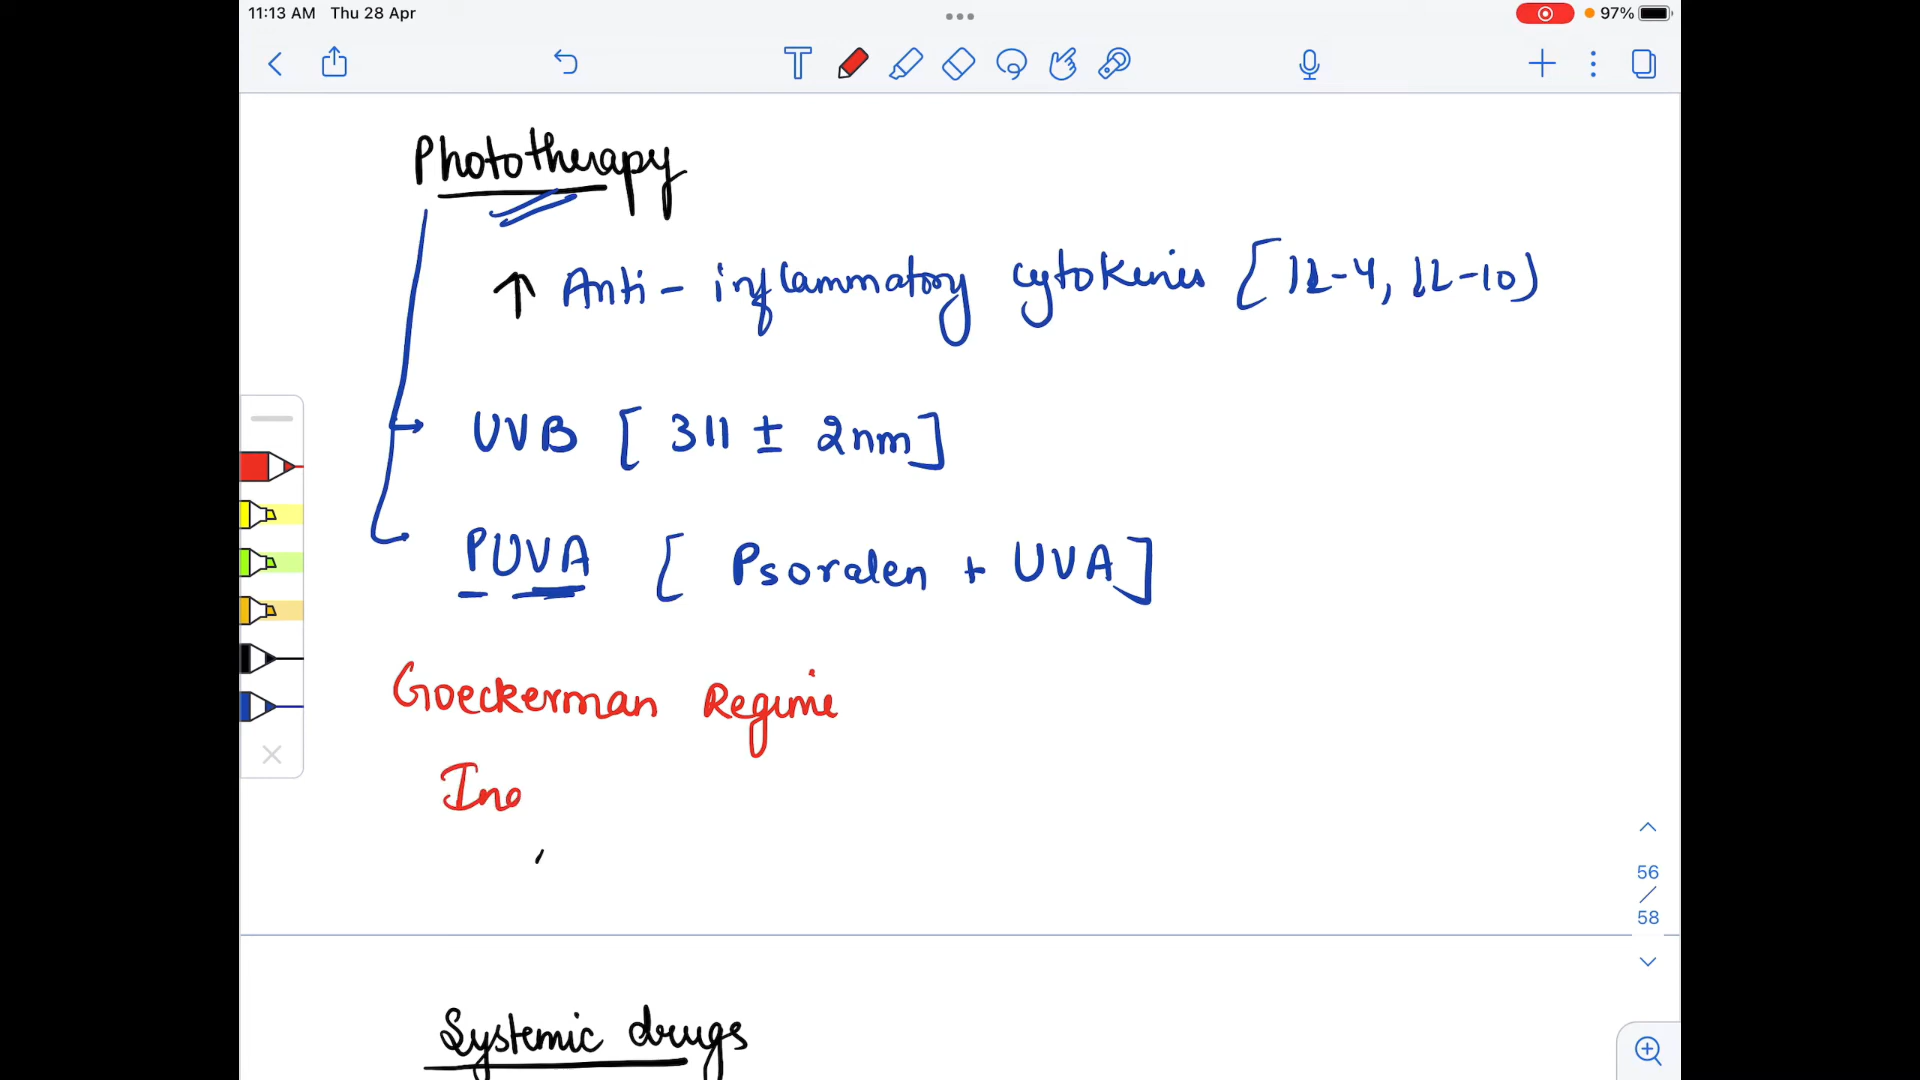 11:13 AM Thu 28 Apr
97%
T
Phototherapy
↑ Anti-inflammatory cytokines [IL-4, IL-10)
UVB [311 ± 2nm]
PUVA [Psoralen + UVA]
Goeckerman Regime
Ino
56
/
58
Systemic drugs